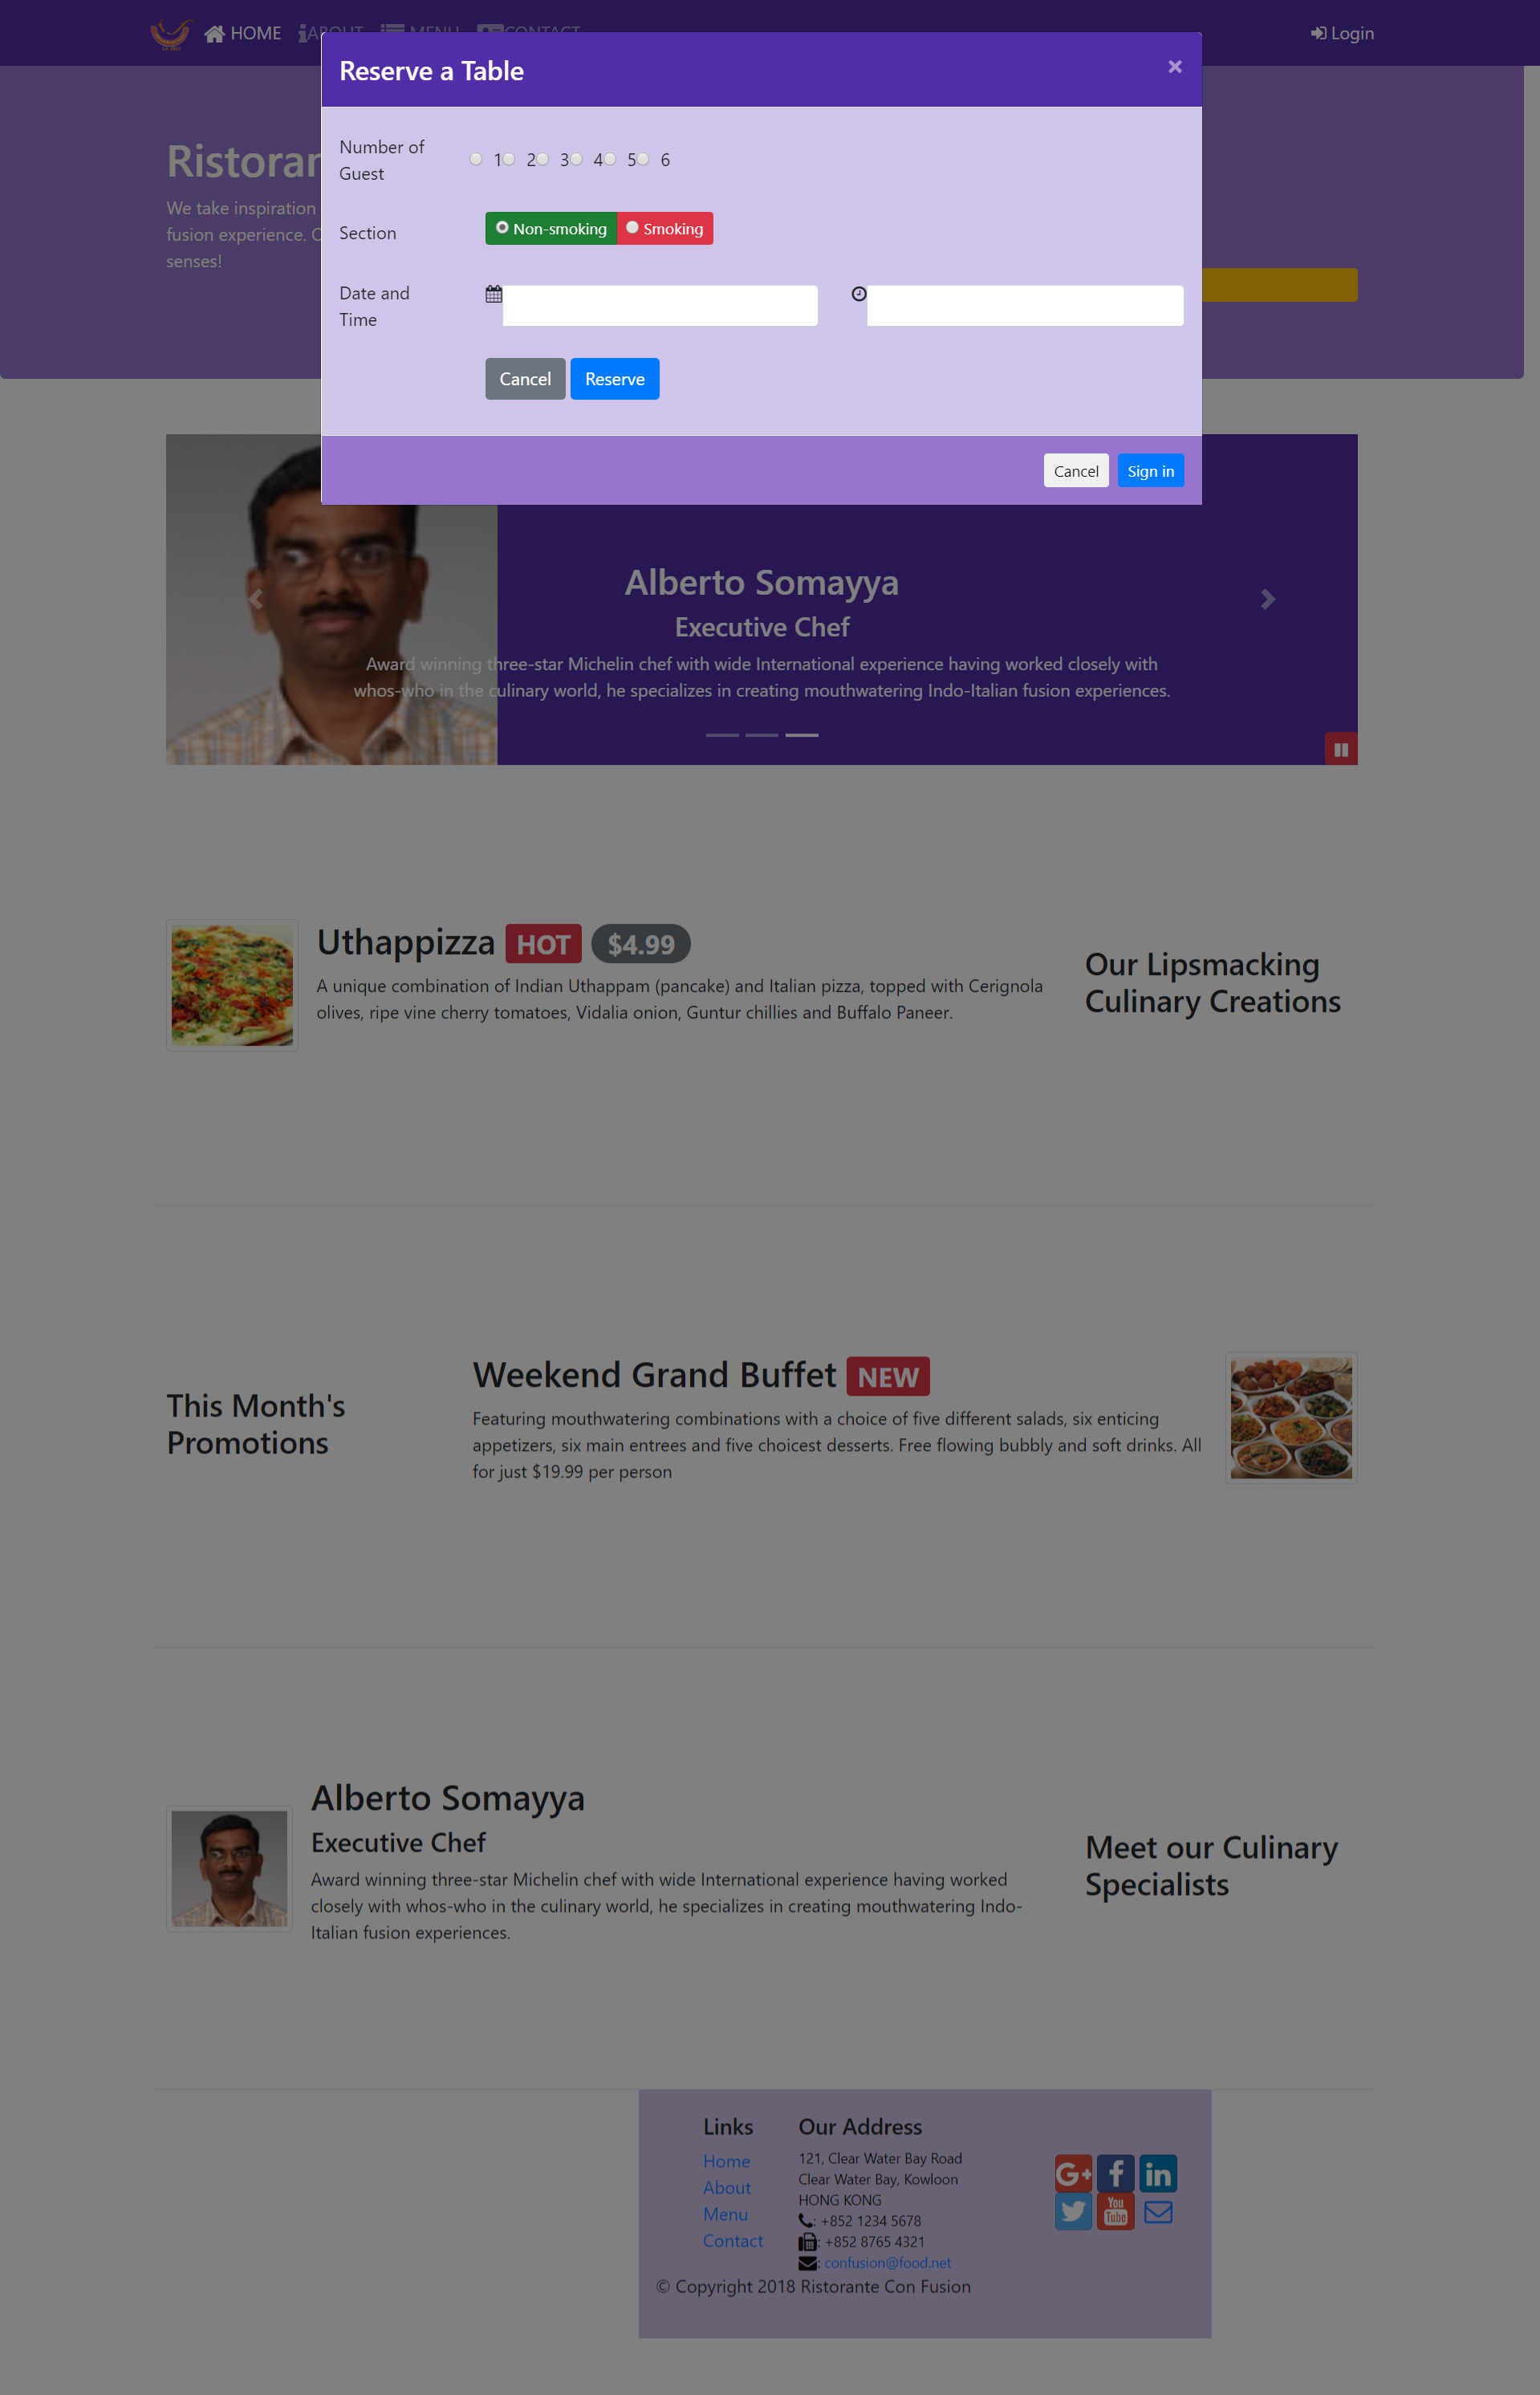 HOME ABOUT MENU CONTACT Login
Reserve a Table ×
Number of
Guest
1 2 3 4 5 6
Section
Non-smoking Smoking
Date and
Time
Cancel Reserve
Cancel Sign in
We take inspiration
fusion experience.
senses!
Alberto Somayya
Executive Chef
Award winning three-star Michelin chef with wide International experience having worked closely with
whos-who in the culinary world, he specializes in creating mouthwatering Indo-Italian fusion experiences.
Uthappizza HOT $4.99
A unique combination of Indian Uthappam (pancake) and Italian pizza, topped with Cerignola
olives, ripe vine cherry tomatoes, Vidalia onion, Guntur chillies and Buffalo Paneer.
Our Lipsmacking
Culinary Creations
This Month's
Promotions
Weekend Grand Buffet NEW
Featuring mouthwatering combinations with a choice of five different salads, six enticing
appetizers, six main entrees and five choicest desserts. Free flowing bubbly and soft drinks. All
for just $19.99 per person
Alberto Somayya
Executive Chef
Award winning three-star Michelin chef with wide International experience having worked
closely with whos-who in the culinary world, he specializes in creating mouthwatering Indo-
Italian fusion experiences.
Meet our Culinary
Specialists
Links
Home
About
Menu
Contact
Our Address
121, Clear Water Bay Road
Clear Water Bay, Kowloon
HONG KONG
: +852 1234 5678
: +852 8765 4321
: confusion@food.net
G+ f in
You Tube
© Copyright 2018 Ristorante Con Fusion